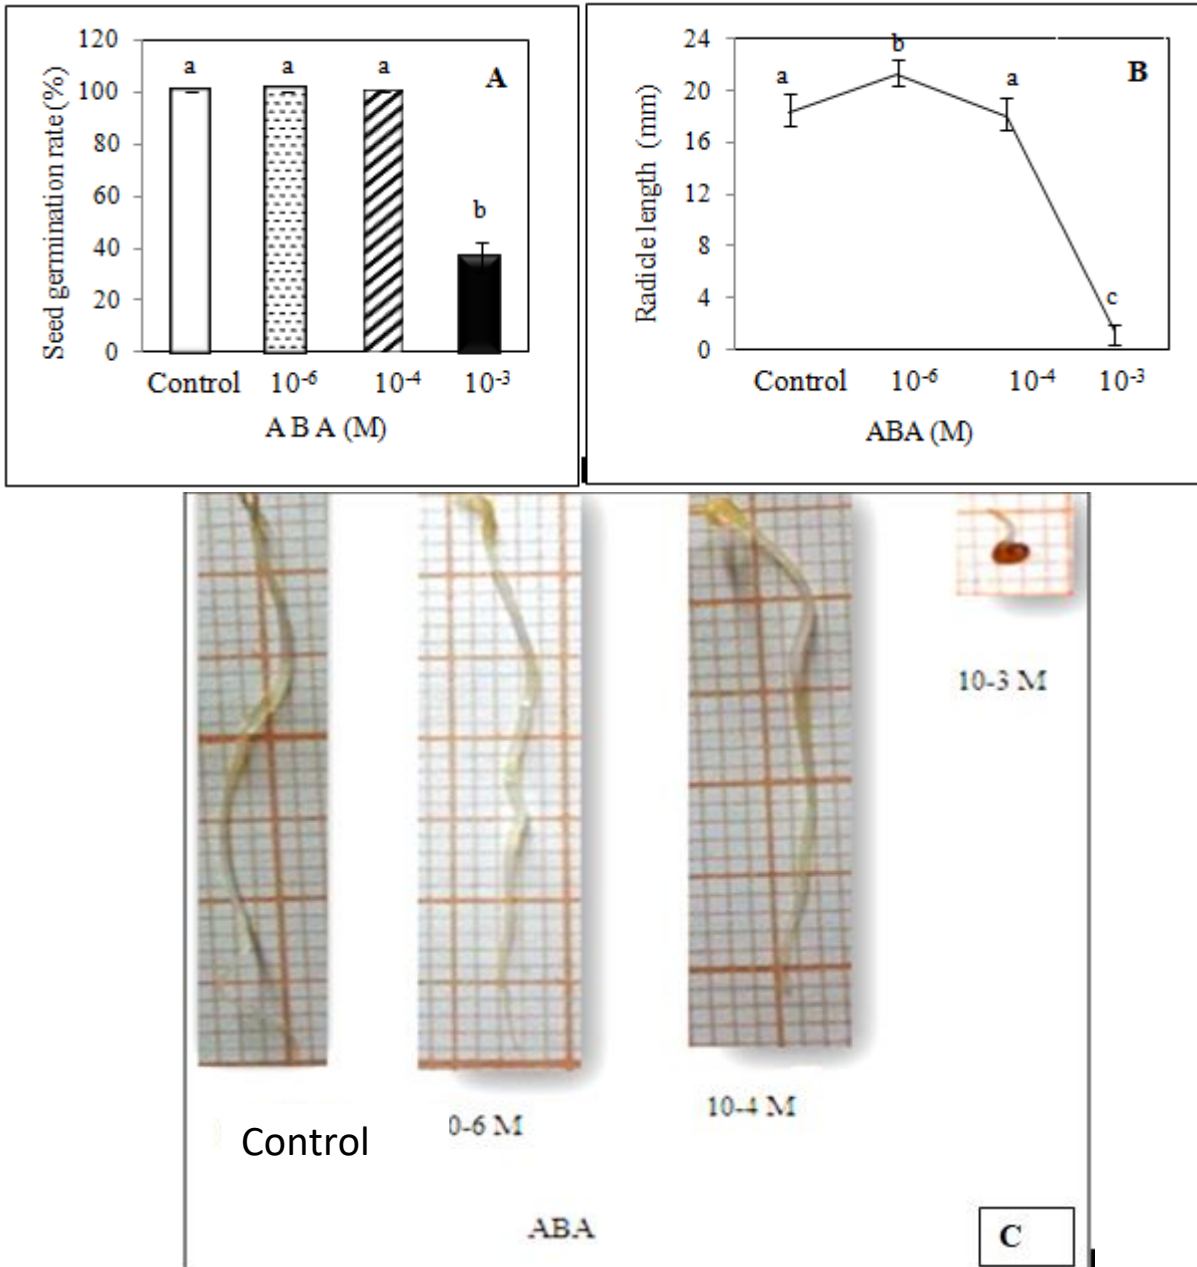 A
Seed germination rate(%)
120
100
80
60
40
20
0
a
a
a
b
Control
10⁻⁶
10⁻⁴
10⁻³
A B A (M)
B
Radicle length (mm)
24
20
16
12
8
4
0
a
b
a
c
Control
10⁻⁶
10⁻⁴
10⁻³
ABA (M)
10-3 M
10-4 M
0-6 M
Control
ABA
C